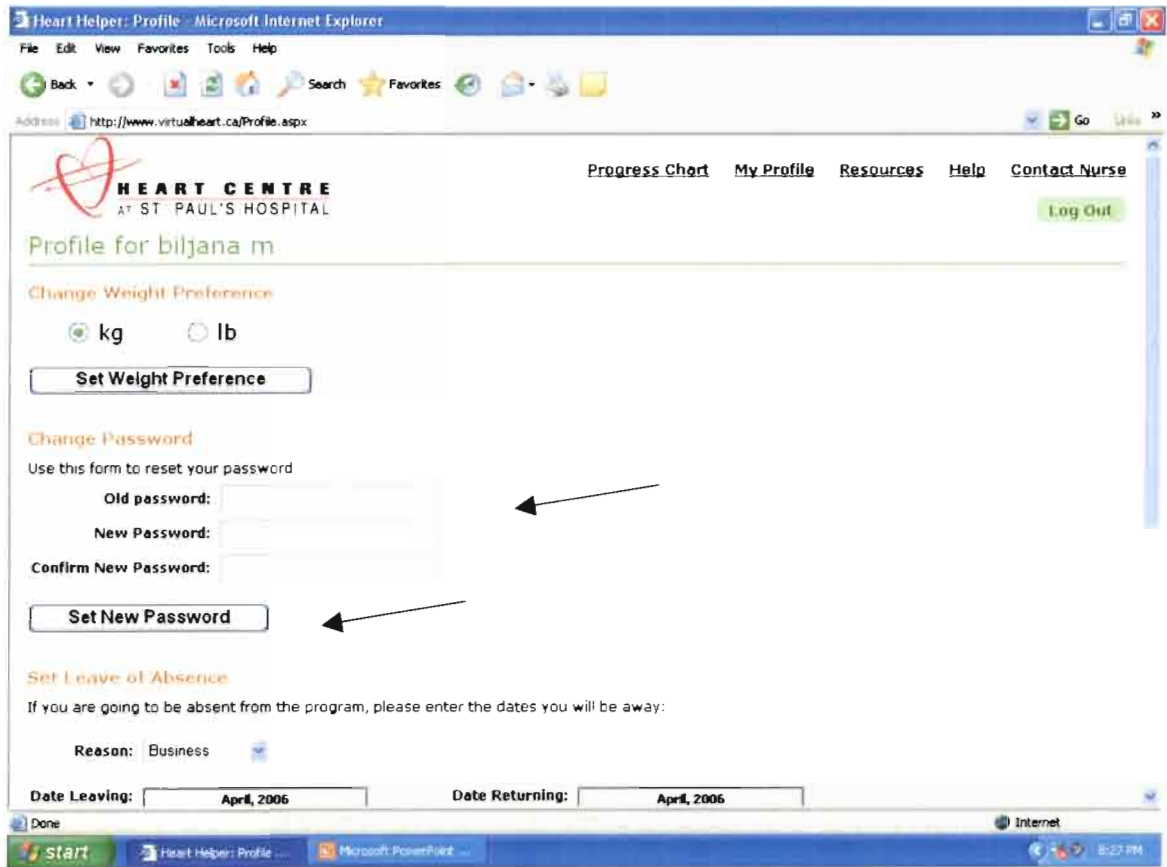 Heart Helper: Profile - Microsoft Internet Explorer
File Edit View Favorites Tools Help
Back Search Favorites
Address http://www.virtualheart.ca/Profile.aspx Go Links »
HEART CENTRE
AT ST. PAUL'S HOSPITAL
Progress Chart My Profile Resources Help Contact Nurse
Log Out
Profile for biljana m
Change Weight Preference
kg lb
Set Weight Preference
Change Password
Use this form to reset your password
Old password:
New Password:
Confirm New Password:
Set New Password
Set Leave of Absence
If you are going to be absent from the program, please enter the dates you will be away:
Reason: Business
Date Leaving: April, 2006 Date Returning: April, 2006
Done Internet
start Heart Helper: Profile ... Microsoft PowerPoint ... 8:27 PM